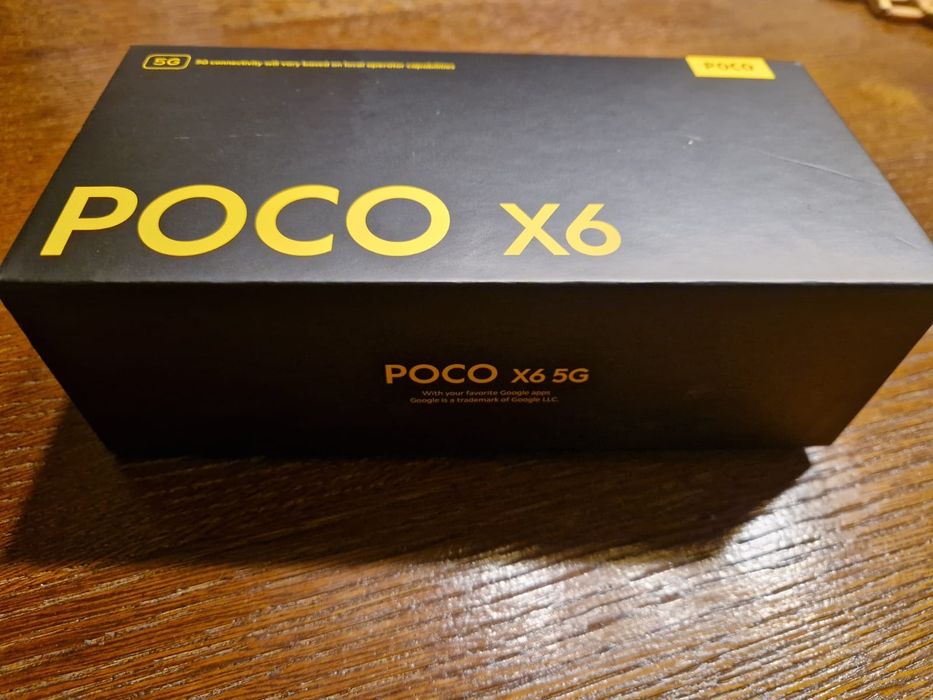 5G 5G connectivity will vary based on local operator capabilities
POCO
POCO X6
POCO X6 5G
With your favorite Google apps
Google is a trademark of Google LLC.